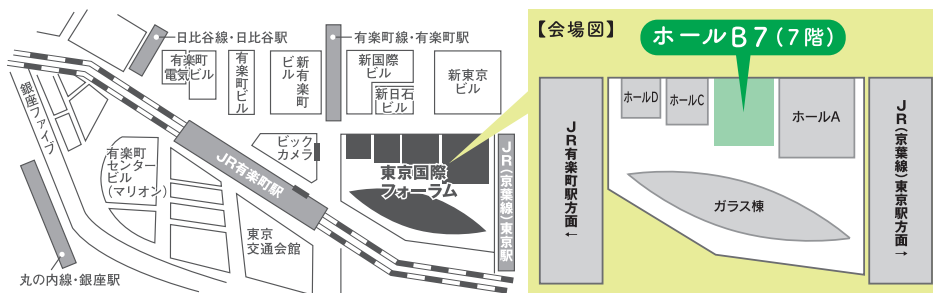 日比谷線・日比谷駅
有楽町線・有楽町駅
有楽町
電気ビル
有楽町ビル
新有楽町
ビル
新国際
ビル
新日石
ビル
新東京
ビル
銀座ファイブ
有楽町
センター
ビル
(マリオン)
JR有楽町駅
ビック
カメラ
東京国際
フォーラム
JR(京葉線)東京駅
東京
交通会館
丸の内線・銀座駅
【会場図】
ホールB7(7階)
JR有楽町駅方面←
ホールD
ホールC
ホールA
ガラス棟
JR(京葉線)東京駅方面→